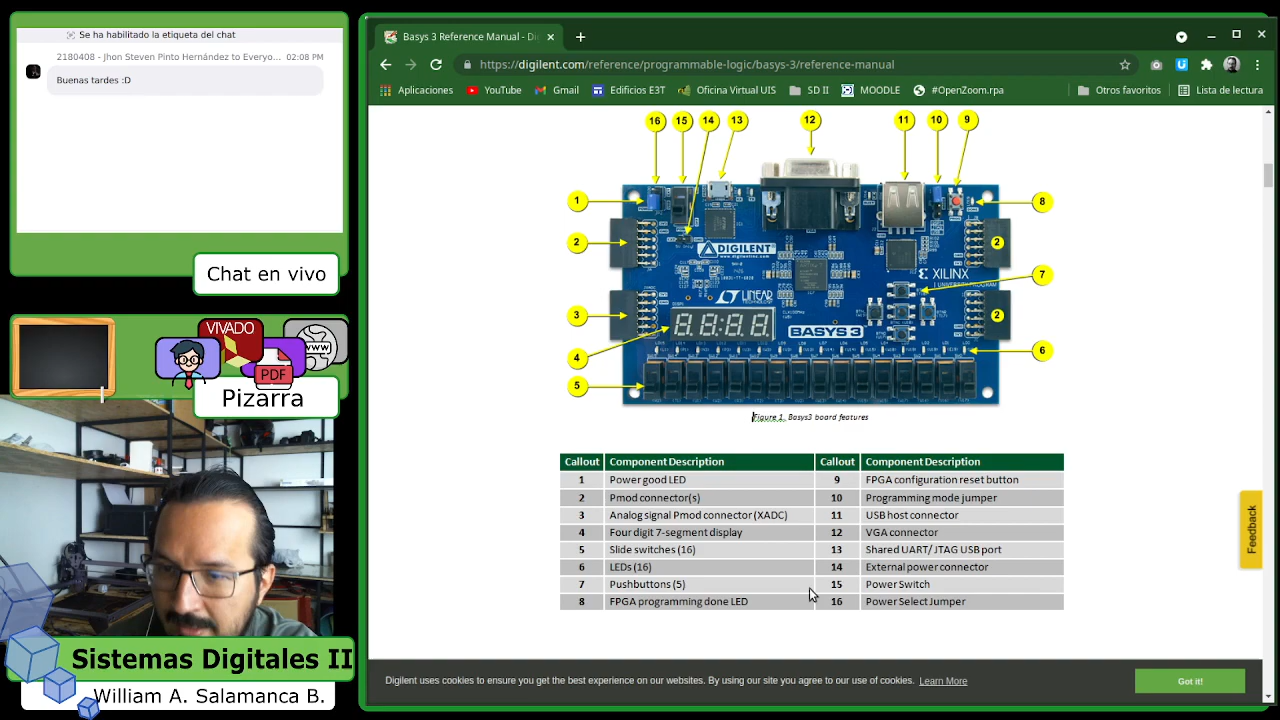 Se ha habilitado la etiqueta del chat
2180408 - Jhon Steven Pinto Hernández to Everyo... 02:08 PM
Buenas tardes :D
Chat en vivo
VIVADO
WWW
PDF
Pizarra
Sistemas Digitales II
William A. Salamanca B.
Basys 3 Reference Manual - Di
https://digilent.com/reference/programmable-logic/basys-3/reference-manual
Aplicaciones YouTube Gmail Edificios E3T Oficina Virtual UIS SD II MOODLE #OpenZoom.rpa Otros favoritos Lista de lectura
16 15 14 13 12 11 10 9
1 8
2 2
DIGILENT
www.digilentinc.com
XILINX
UNIVERSITY PROGRAM
7
LINEAR
TECHNOLOGY
3 2
BASYS 3
4 6
5
Figure 1. Basys3 board features
Callout Component Description Callout Component Description
1 Power good LED 9 FPGA configuration reset button
2 Pmod connector(s) 10 Programming mode jumper
3 Analog signal Pmod connector (XADC) 11 USB host connector
4 Four digit 7-segment display 12 VGA connector
5 Slide switches (16) 13 Shared UART/ JTAG USB port
6 LEDs (16) 14 External power connector
7 Pushbuttons (5) 15 Power Switch
8 FPGA programming done LED 16 Power Select Jumper
Feedback
Digilent uses cookies to ensure you get the best experience on our websites. By using our site you agree to our use of cookies. Learn More
Got it!